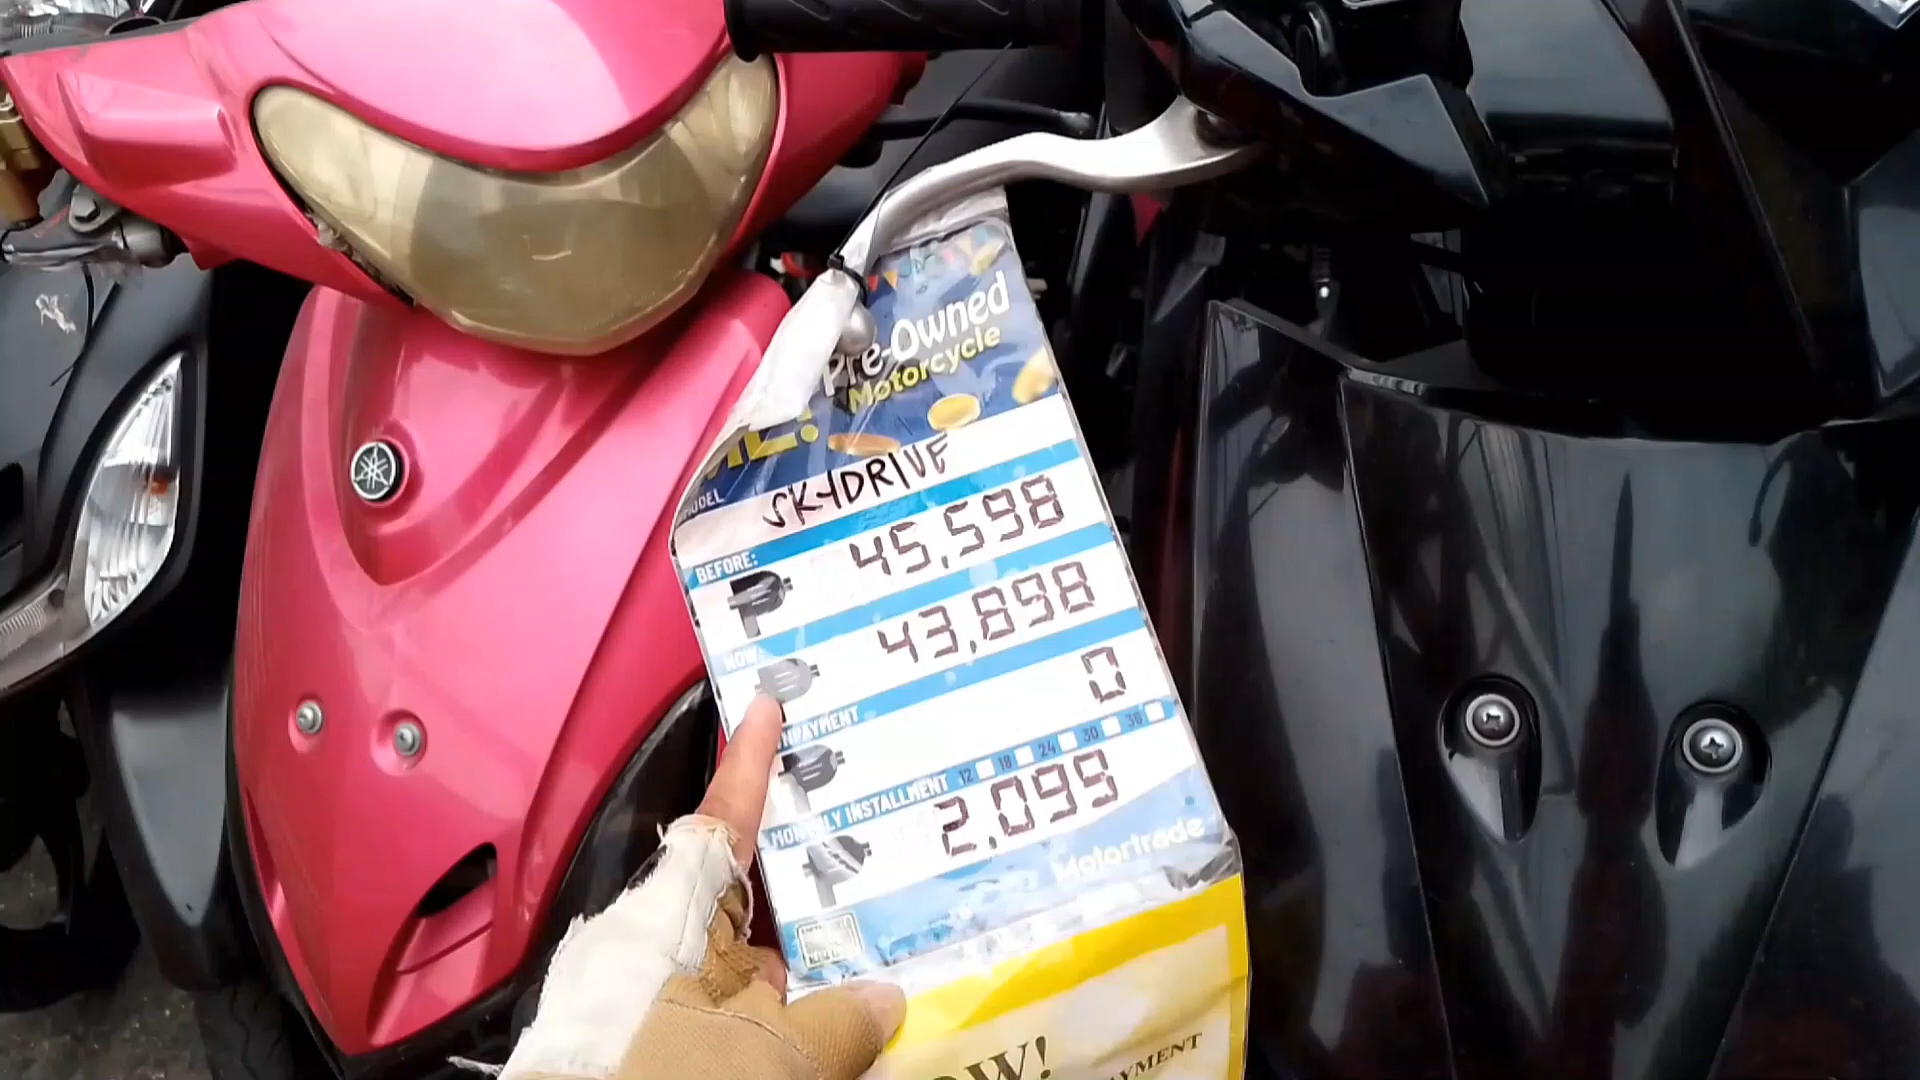 Pre-Owned
Motorcycle
MODEL
SKYDRIVE
BEFORE:
45,598
NOW:
43,898
0
12 18 24 30 36
MONTHLY INSTALLMENT
2,099
Motortrade